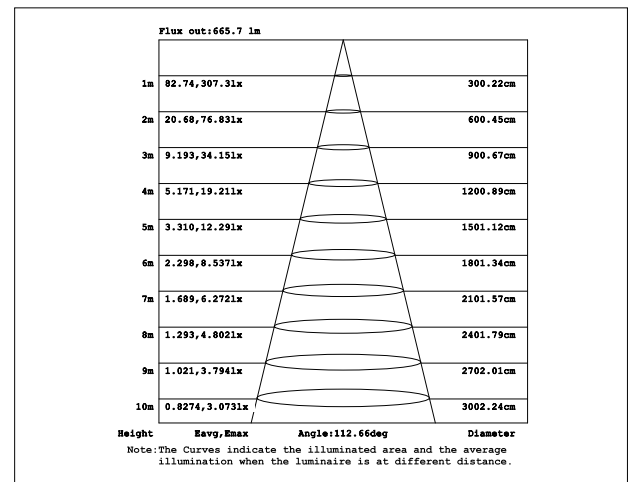 Flux out:665.7 lm
1m 82.74,307.3lx 300.22cm
2m 20.68,76.83lx 600.45cm
3m 9.193,34.15lx 900.67cm
4m 5.171,19.21lx 1200.89cm
5m 3.310,12.29lx 1501.12cm
6m 2.298,8.537lx 1801.34cm
7m 1.689,6.272lx 2101.57cm
8m 1.293,4.802lx 2401.79cm
9m 1.021,3.794lx 2702.01cm
10m 0.8274,3.073lx 3002.24cm
Height Eavg,Emax Angle:112.66deg Diameter
Note:The Curves indicate the illuminated area and the average
illumination when the luminaire is at different distance.